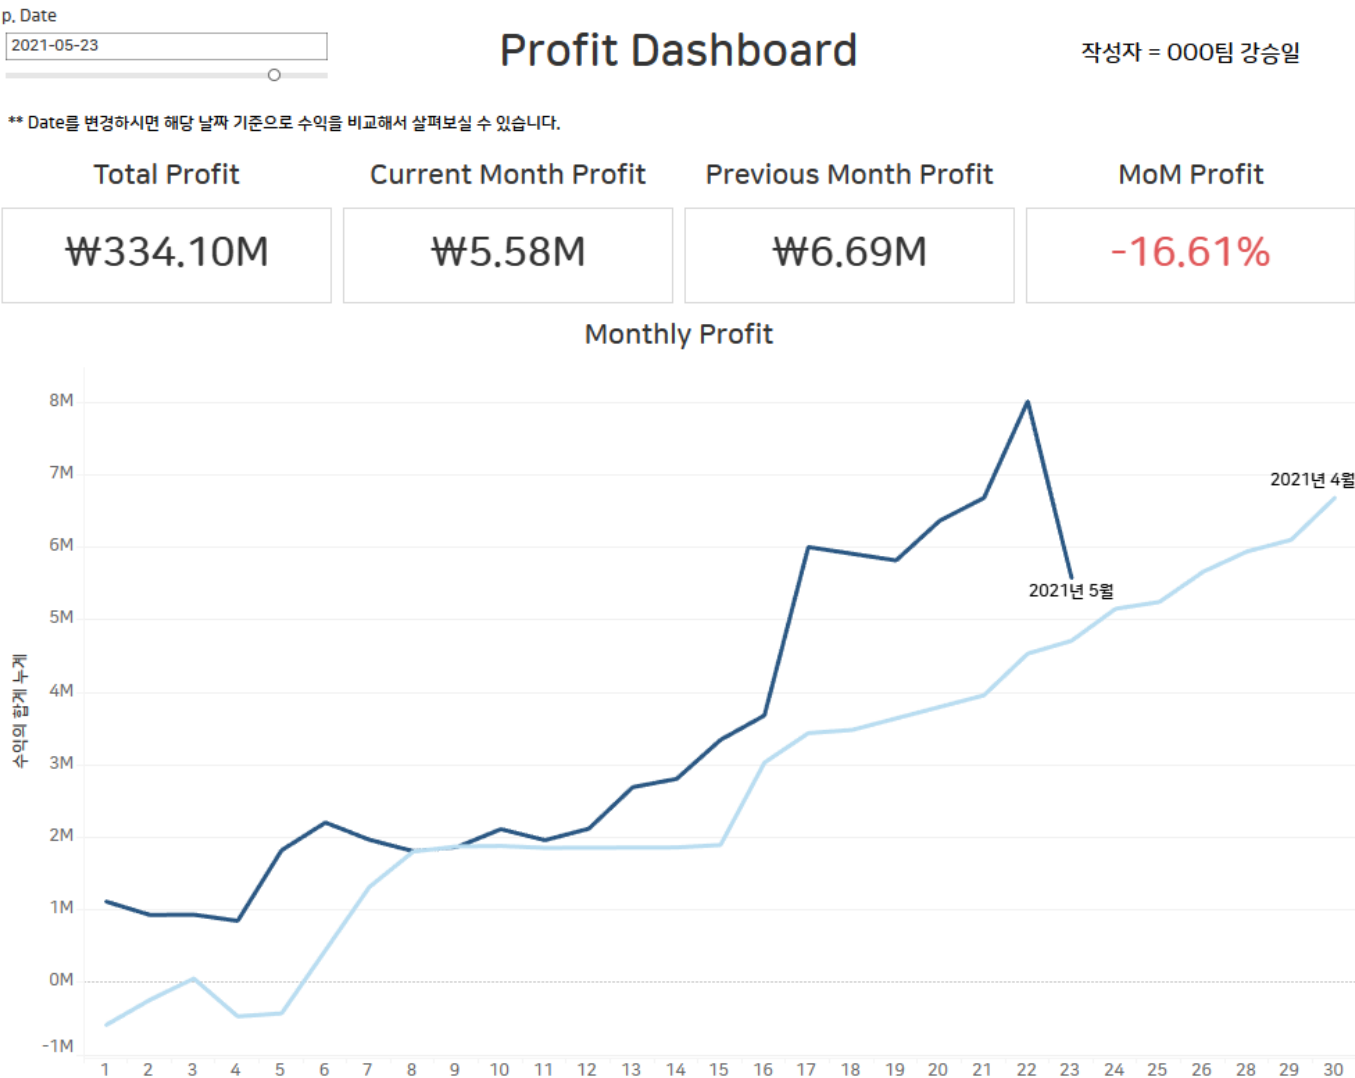 p. Date
2021-05-23
Profit Dashboard
작성자 = OOO팀 강승일
** Date를 변경하시면 해당 날짜 기준으로 수익을 비교해서 살펴보실 수 있습니다.
Total Profit
Current Month Profit
Previous Month Profit
MoM Profit
₩334.10M
₩5.58M
₩6.69M
-16.61%
Monthly Profit
수익의 합계 누계
8M
7M
6M
5M
4M
3M
2M
1M
0M
-1M
2021년 4월
2021년 5월
1 2 3 4 5 6 7 8 9 10 11 12 13 14 15 16 17 18 19 20 21 22 23 24 25 26 28 29 30